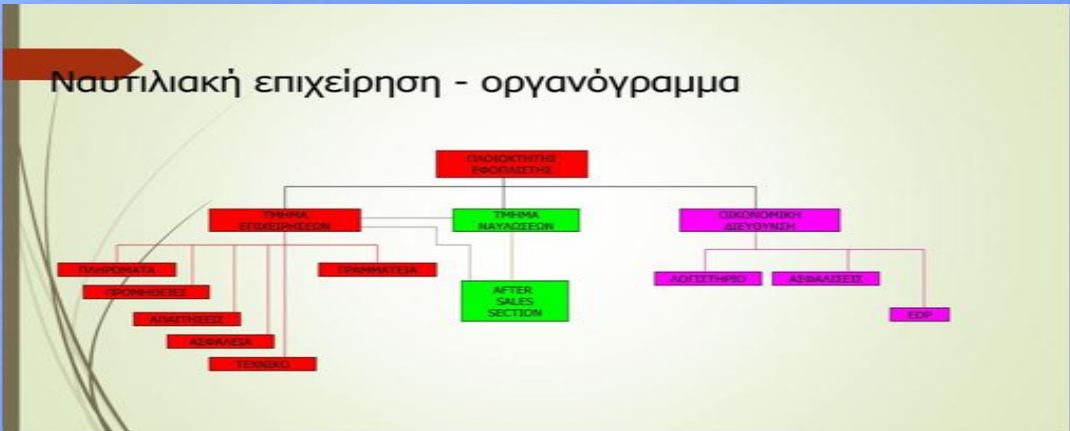 Ναυτιλιακή επιχείρηση - οργανόγραμμα
ΠΛΟΙΟΚΤΗΤΗΣ
ΕΦΟΠΛΙΣΤΗΣ
ΤΜΗΜΑ
ΕΠΙΧΕΙΡΗΣΕΩΝ
ΤΜΗΜΑ
ΝΑΥΛΩΣΕΩΝ
ΟΙΚΟΝΟΜΙΚΗ
ΔΙΕΥΘΥΝΣΗ
ΠΛΗΡΩΜΑΤΑ
ΠΡΟΜΗΘΕΙΕΣ
ΑΠΑΙΤΗΣΕΙΣ
ΑΣΦΑΛΕΙΑ
ΤΕΧΝΙΚΟ
ΓΡΑΜΜΑΤΕΙΑ
AFTER
SALES
SECTION
ΛΟΓΙΣΤΗΡΙΟ
ΑΣΦΑΛΙΣΕΙΣ
EDP